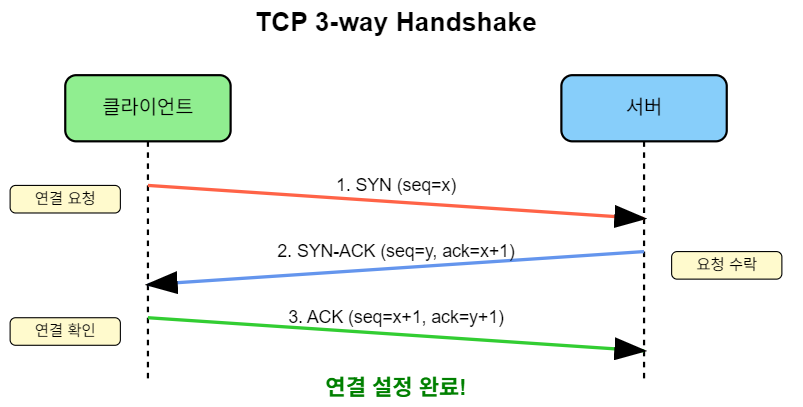 TCP 3-way Handshake
클라이언트
서버
1. SYN (seq=x)
연결 요청
2. SYN-ACK (seq=y, ack=x+1)
요청 수락
3. ACK (seq=x+1, ack=y+1)
연결 확인
연결 설정 완료!